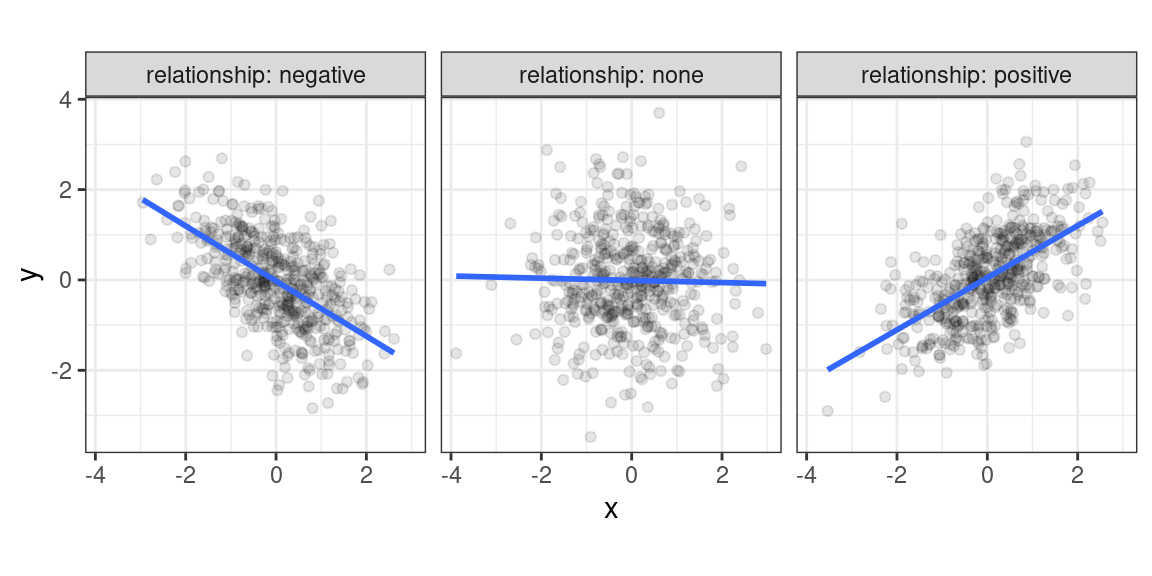 relationship: negative
relationship: none
relationship: positive
4
2
0
-2
y
-4 -2 0 2
-4 -2 0 2
-4 -2 0 2
x